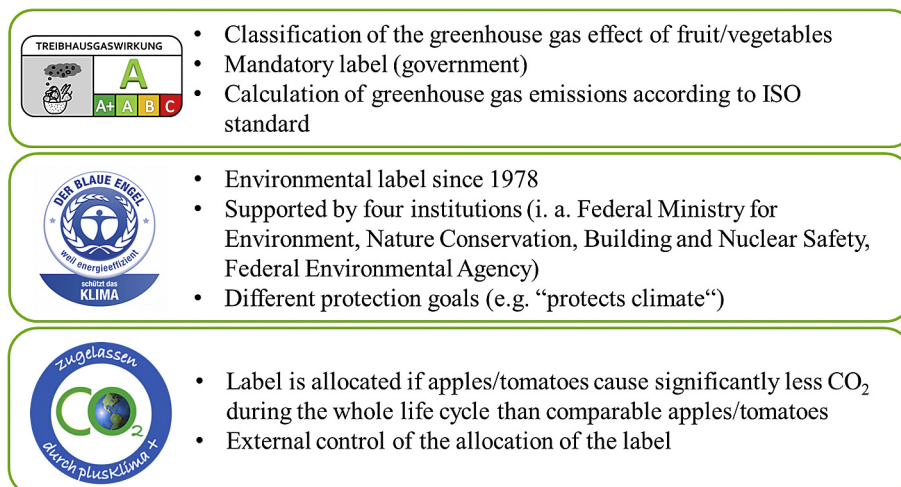 TREIBHAUSGASWIRKUNG
A
A+ A B C
• Classification of the greenhouse gas effect of fruit/vegetables
• Mandatory label (government)
• Calculation of greenhouse gas emissions according to ISO
standard
DER BLAUE ENGEL
weil energieeffizient
schützt das
KLIMA
• Environmental label since 1978
• Supported by four institutions (i. a. Federal Ministry for
Environment, Nature Conservation, Building and Nuclear Safety,
Federal Environmental Agency)
• Different protection goals (e.g. “protects climate“)
zugelassen
CO2
durch plusKlima +
• Label is allocated if apples/tomatoes cause significantly less CO₂
during the whole life cycle than comparable apples/tomatoes
• External control of the allocation of the label